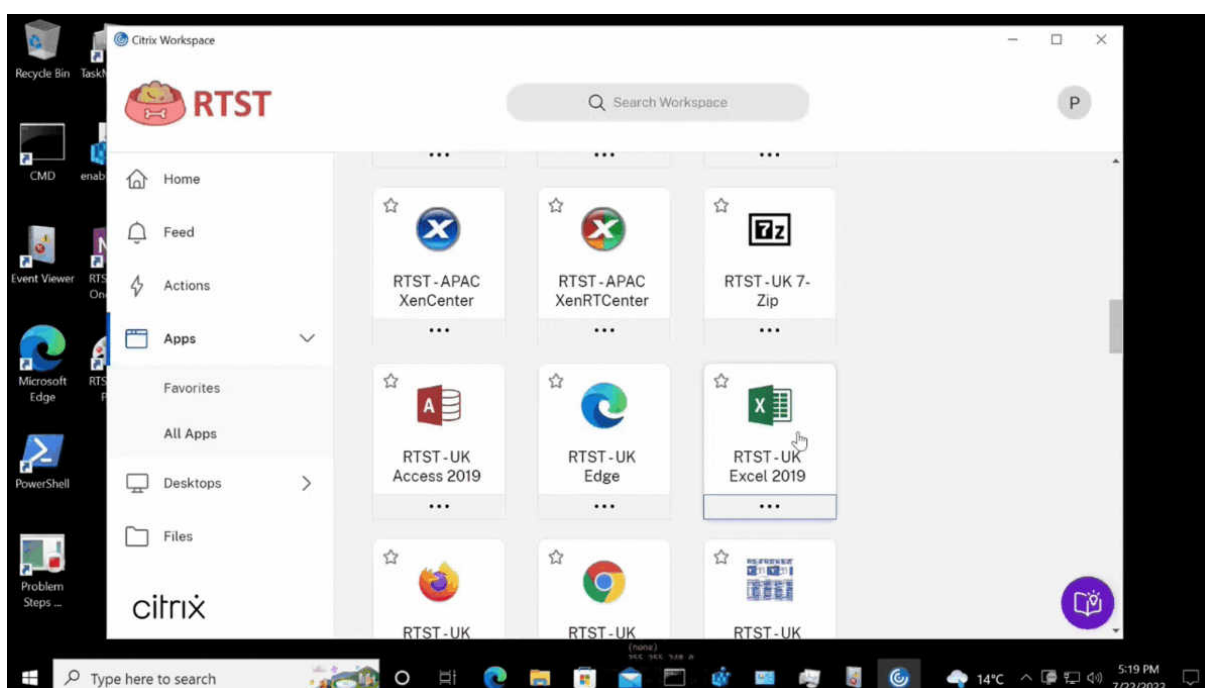 Recycle Bin
CMD
Event Viewer
Microsoft
Edge
PowerShell
Problem
Steps ...
Citrix Workspace
RTST
Search Workspace
P
Home
Feed
Actions
Apps
Favorites
All Apps
Desktops
Files
citrix
RTST-APAC
XenCenter
RTST-APAC
XenRTCenter
7z
RTST-UK 7-
Zip
A
RTST-UK
Access 2019
RTST-UK
Edge
X
RTST-UK
Excel 2019
RTST-UK
RTST-UK
RTST-UK
(none)
Type here to search
14°C
5:19 PM